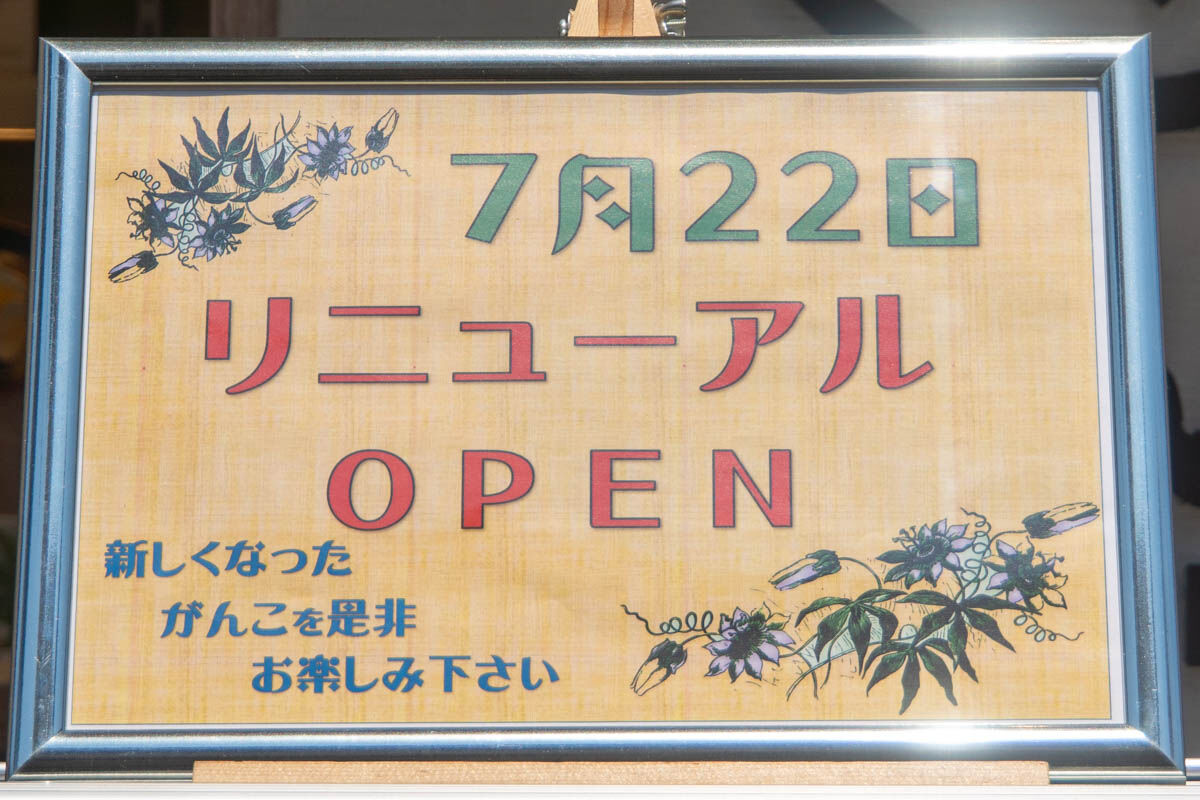 7月22日
リニューアル
OPEN
新しくなった
がんこを是非
お楽しみ下さい